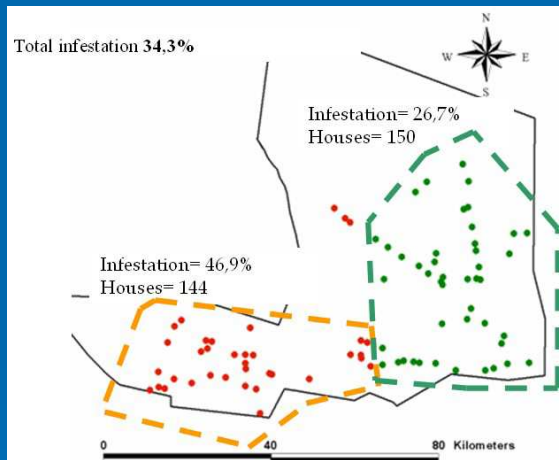 Total infestation 34,3%
N
W E
S
Infestation= 26,7%
Houses= 150
Infestation= 46,9%
Houses= 144
0 40 80 Kilometers